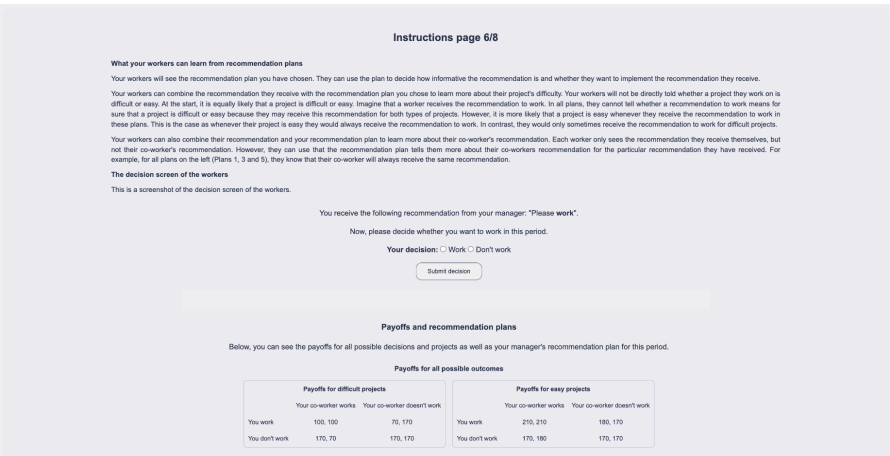 Instructions page 6/8
What your workers can learn from recommendation plans
Your workers will see the recommendation plan you have chosen. They can use the plan to decide how informative the recommendation is and whether they want to implement the recommendation they receive.
Your workers can combine the recommendation they receive with the recommendation plan you chose to learn more about their project's difficulty. Your workers will not be directly told whether a project they work on is
difficult or easy. At the start, it is equally likely that a project is difficult or easy. Imagine that a worker receives the recommendation to work. In all plans, they cannot tell whether a recommendation to work means for
sure that a project is difficult or easy because they may receive this recommendation for both types of projects. However, it is more likely that a project is easy whenever they receive the recommendation to work in
these plans. This is the case as whenever their project is easy they would always receive the recommendation to work. In contrast, they would only sometimes receive the recommendation to work for difficult projects.
Your workers can also combine their recommendation and your recommendation plan to learn more about their co-worker's recommendation. Each worker only sees the recommendation they receive themselves, but
not their co-worker's recommendation. However, they can use that the recommendation plan tells them more about their co-workers recommendation for the particular recommendation they have received. For
example, for all plans on the left (Plans 1, 3 and 5), they know that their co-worker will always receive the same recommendation.
The decision screen of the workers
This is a screenshot of the decision screen of the workers.
You receive the following recommendation from your manager: "Please work".
Now, please decide whether you want to work in this period.
Your decision: Work Don't work
Submit decision
Payoffs and recommendation plans
Below, you can see the payoffs for all possible decisions and projects as well as your manager's recommendation plan for this period.
Payoffs for all possible outcomes
Payoffs for difficult projects
Your co-worker works Your co-worker doesn't work
You work 100, 100 70, 170
You don't work 170, 70 170, 170
Payoffs for easy projects
Your co-worker works Your co-worker doesn't work
You work 210, 210 180, 170
You don't work 170, 180 170, 170